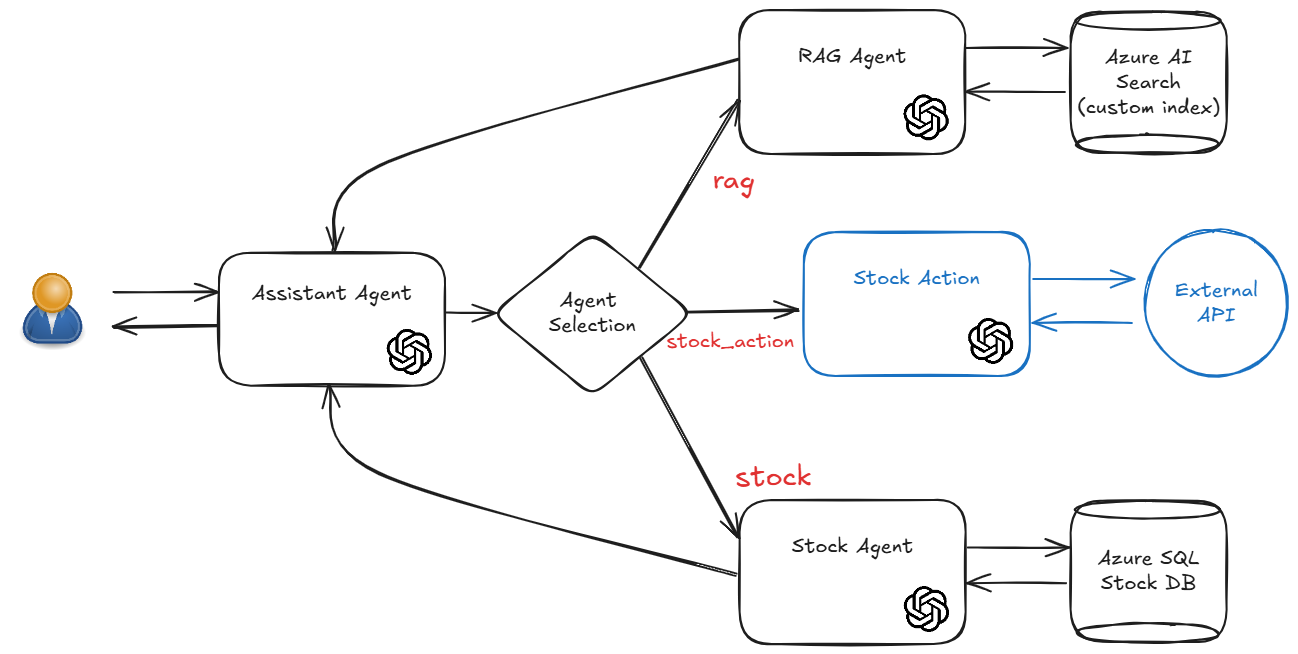 RAG Agent
Azure AI
Search
(custom index)
rag
Assistant Agent
Agent
Selection
stock_action
Stock Action
External
API
stock
Stock Agent
Azure SQL
Stock DB